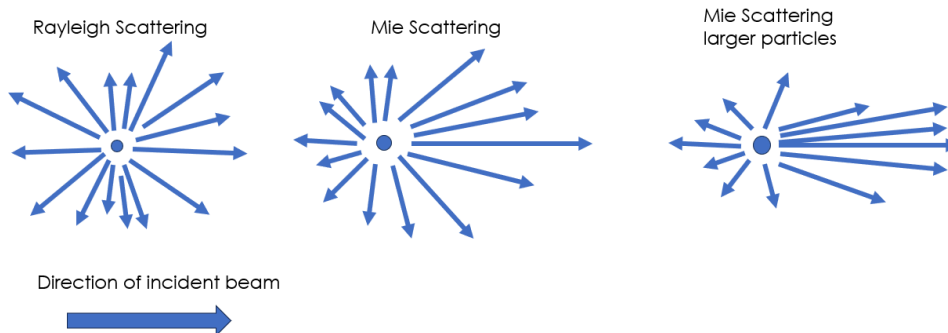 Rayleigh Scattering
Mie Scattering
Mie Scattering
larger particles
Direction of incident beam